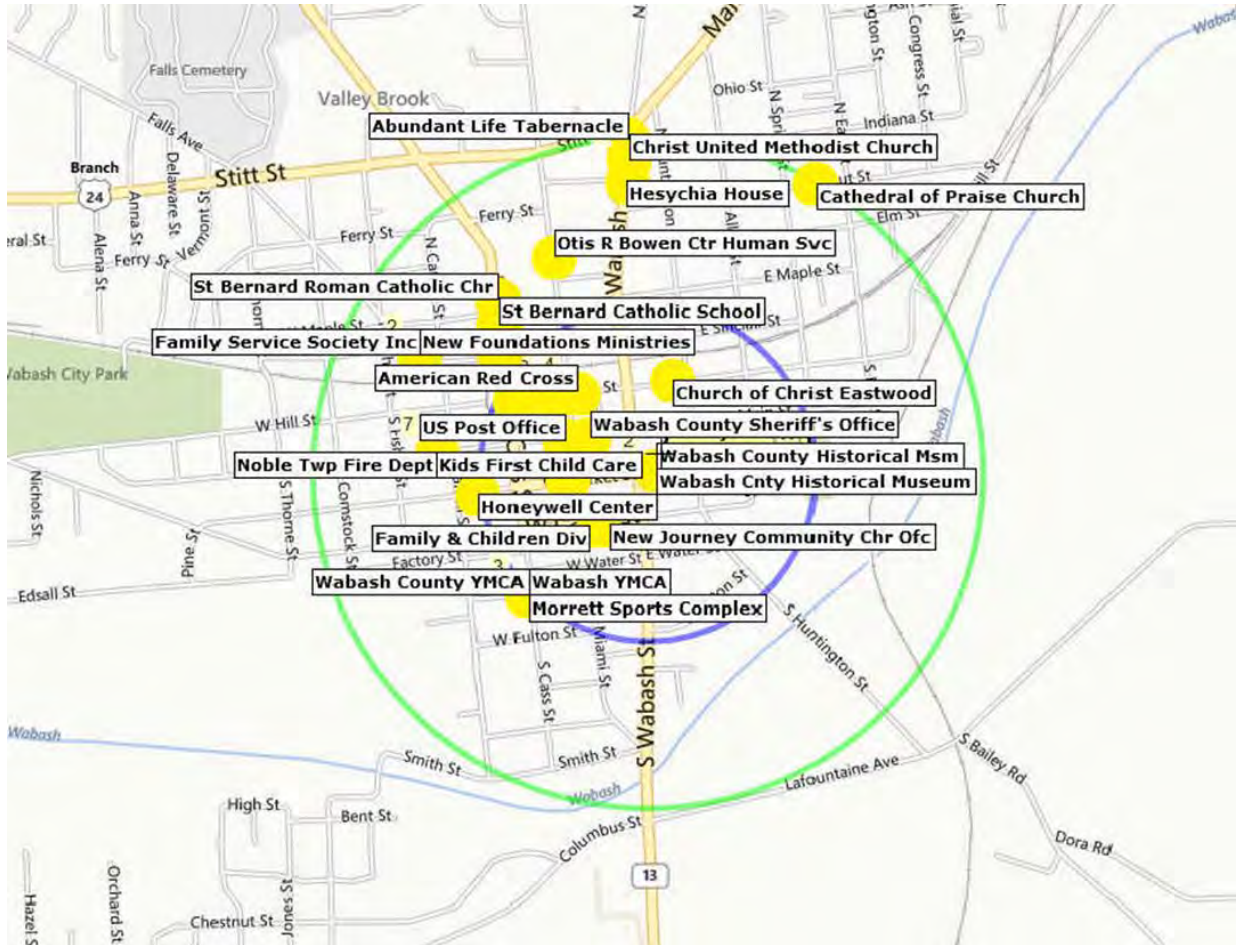 Wabash
Falls Cemetery
Valley Brook
Falls Ave
Ohio St
Indiana St
Abundant Life Tabernacle
Christ United Methodist Church
Branch
24
Stitt St
Delaware St
Vermont St
Anna St
Alena St
Hesychia House
Cathedral of Praise Church
Elm St
Ferry St
Ferry St
Ferry St
Otis R Bowen Ctr Human Svc
E Maple St
St Bernard Roman Catholic Chr
St Bernard Catholic School
Family Service Society Inc
New Foundations Ministries
Wabash City Park
American Red Cross
Church of Christ Eastwood
W Hill St
7
US Post Office
Wabash County Sheriff's Office
2
Noble Twp Fire Dept
Kids First Child Care
Wabash County Historical Msm
Wabash Cnty Historical Museum
Nichols St
Pine St
S Thorne St
Comstock St
Honeywell Center
Family & Children Div
New Journey Community Chr Ofc
Factory St
W Water St
E Water St
3
Edsall St
Wabash County YMCA
Wabash YMCA
Morrett Sports Complex
W Fulton St
Miami St
S Cass St
S Wabash St
S Huntington St
Wabash
Smith St
Smith St
Wabash
Lafountaine Ave
S Bailey Rd
High St
Bent St
Columbus St
Dora Rd
13
Hazel St
Orchard St
Chestnut St
Jones St